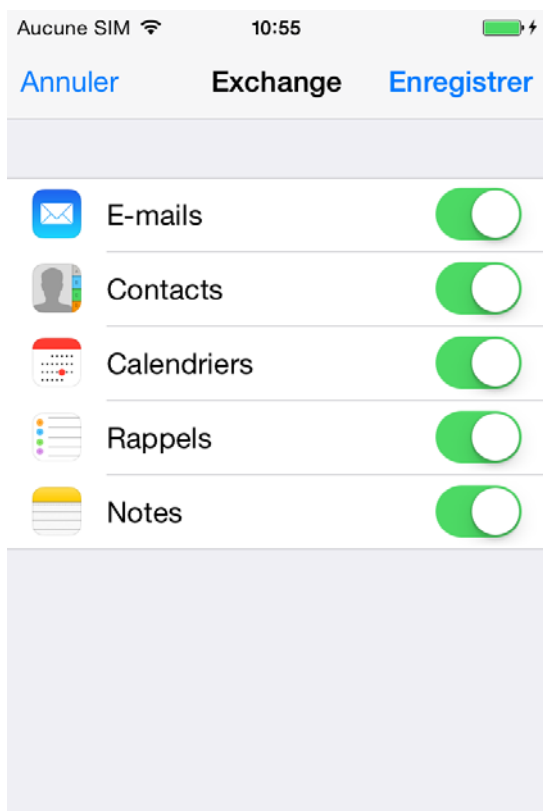 Aucune SIM 10:55
Annuler Exchange Enregistrer
E-mails
Contacts
Calendriers
Rappels
Notes